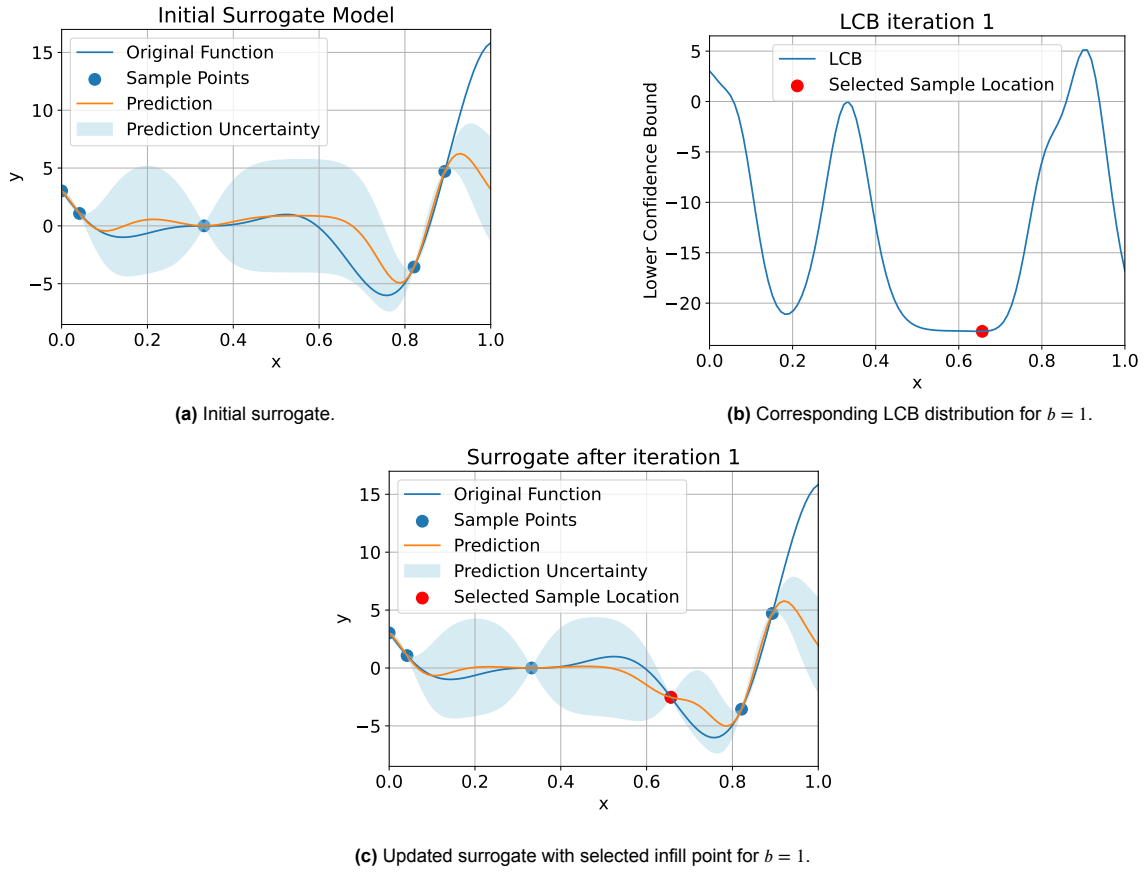 Initial Surrogate Model
Original Function
Sample Points
Prediction
Prediction Uncertainty
15
10
5
0
−5
y
0.0 0.2 0.4 0.6 0.8 1.0
x
(a) Initial surrogate.
LCB iteration 1
LCB
Selected Sample Location
5
0
−5
−10
−15
−20
Lower Confidence Bound
0.0 0.2 0.4 0.6 0.8 1.0
x
(b) Corresponding LCB distribution for b = 1.
Surrogate after iteration 1
Original Function
Sample Points
Prediction
Prediction Uncertainty
Selected Sample Location
15
10
5
0
−5
y
0.0 0.2 0.4 0.6 0.8 1.0
x
(c) Updated surrogate with selected infill point for b = 1.